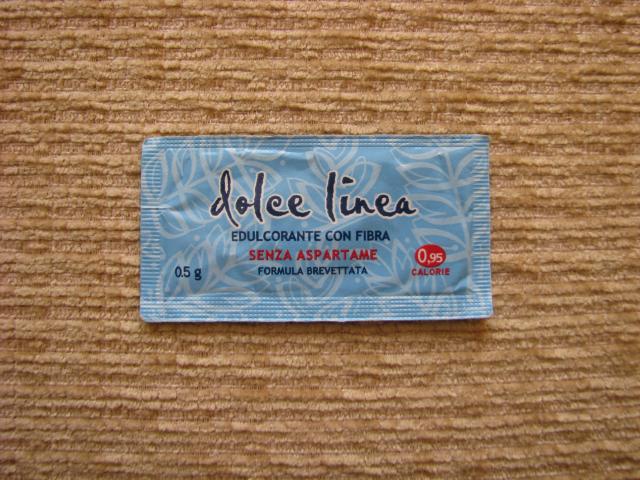 dolce linea
EDULCORANTE CON FIBRA
SENZA ASPARTAME
FORMULA BREVETTATA
0.5 g
0,95
CALORIE